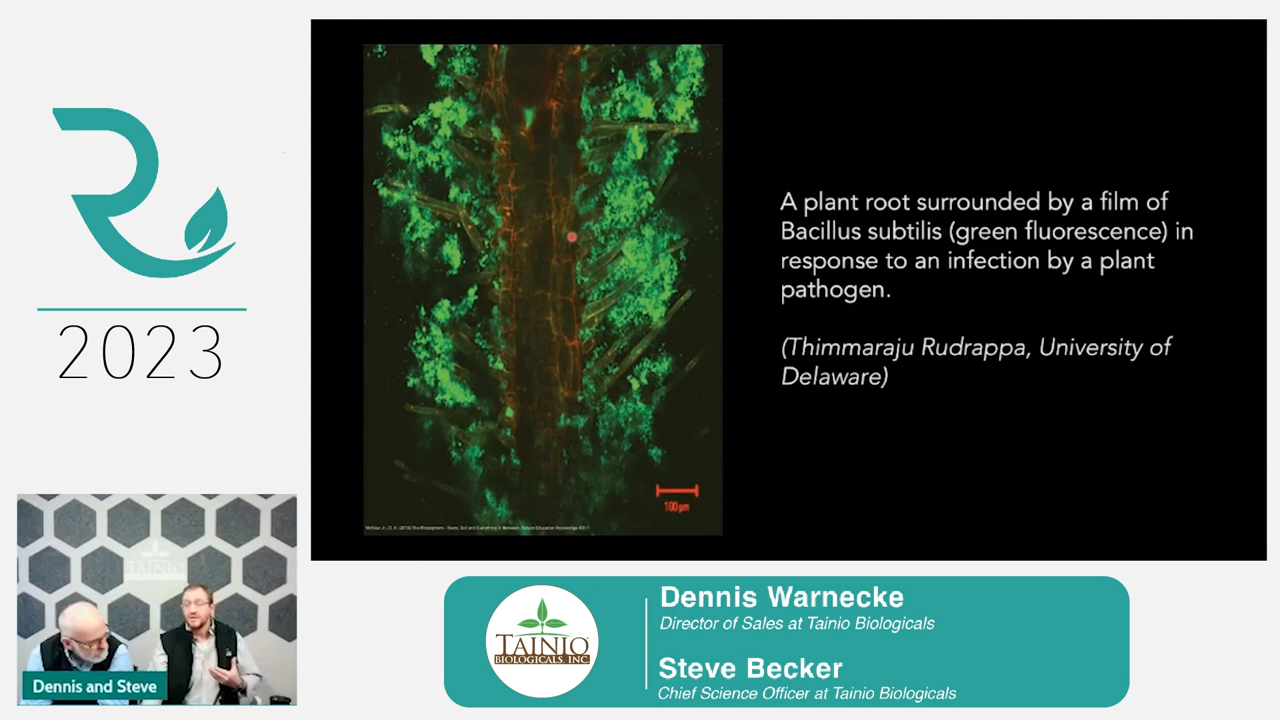 A plant root surrounded by a film of
Bacillus subtilis (green fluorescence) in
response to an infection by a plant
pathogen.
(Thimmaraju Rudrappa, University of
Delaware)
100 µm
2023
TAINIO
Dennis and Steve
TAINIO
BIOLOGICALS, INC
Dennis Warnecke
Director of Sales at Tainio Biologicals
Steve Becker
Chief Science Officer at Tainio Biologicals